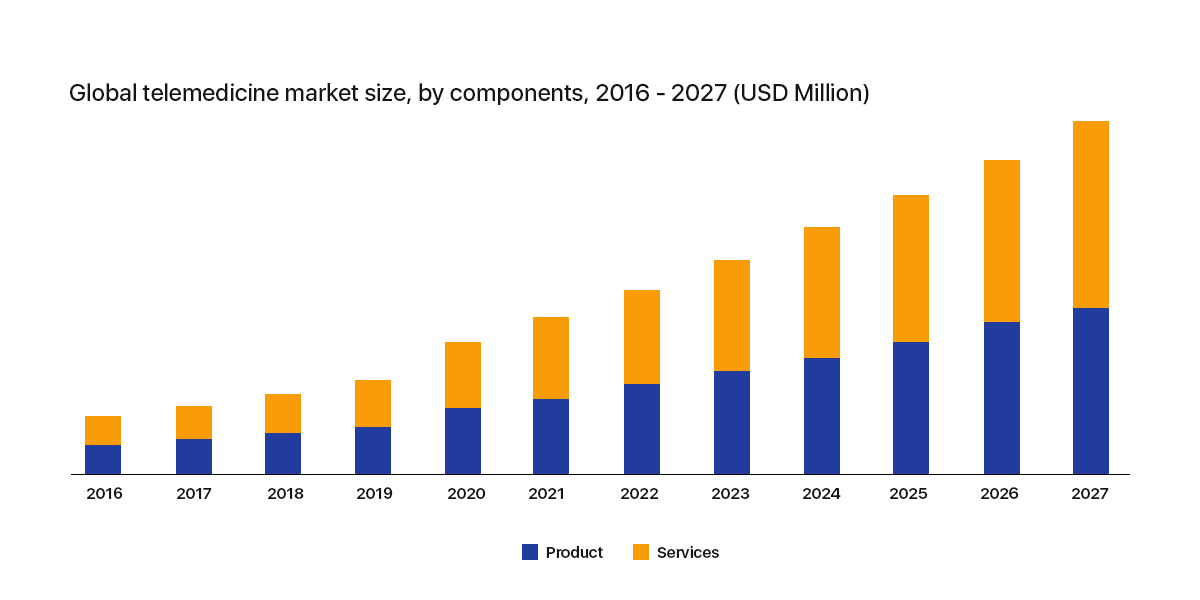 Global telemedicine market size, by components, 2016 - 2027 (USD Million)
2016 2017 2018 2019 2020 2021 2022 2023 2024 2025 2026 2027
Product Services